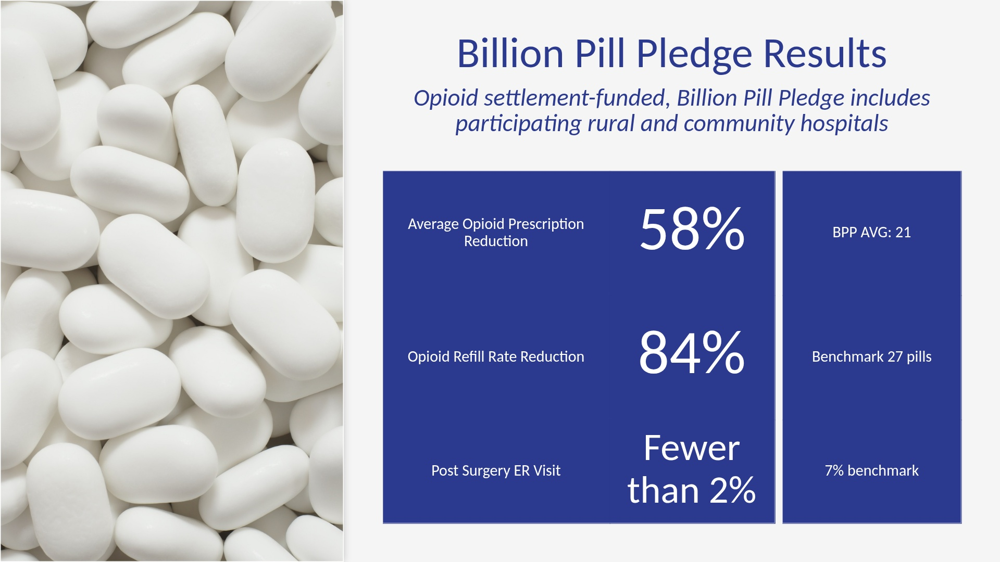 Billion Pill Pledge Results
Opioid settlement-funded, Billion Pill Pledge includes
participating rural and community hospitals
Average Opioid Prescription
Reduction
58%
BPP AVG: 21
Opioid Refill Rate Reduction
84%
Benchmark 27 pills
Post Surgery ER Visit
Fewer
than 2%
7% benchmark